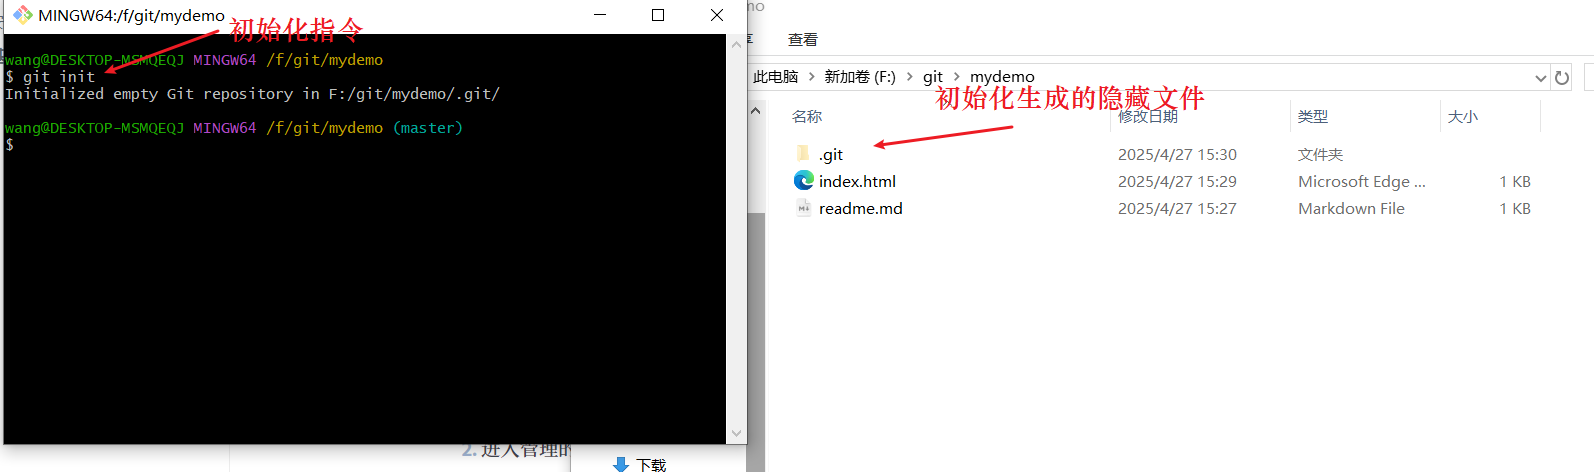 MINGW64:/f/git/mydemo
初始化指令
wang@DESKTOP-MSMQEQJ MINGW64 /f/git/mydemo
$ git init
Initialized empty Git repository in F:/git/mydemo/.git/
wang@DESKTOP-MSMQEQJ MINGW64 /f/git/mydemo (master)
$
查看
此电脑 > 新加卷 (F:) > git > mydemo
初始化生成的隐藏文件
名称 修改日期 类型 大小
.git 2025/4/27 15:30 文件夹
index.html 2025/4/27 15:29 Microsoft Edge ... 1 KB
readme.md 2025/4/27 15:27 Markdown File 1 KB
2. 进入管理的
下载